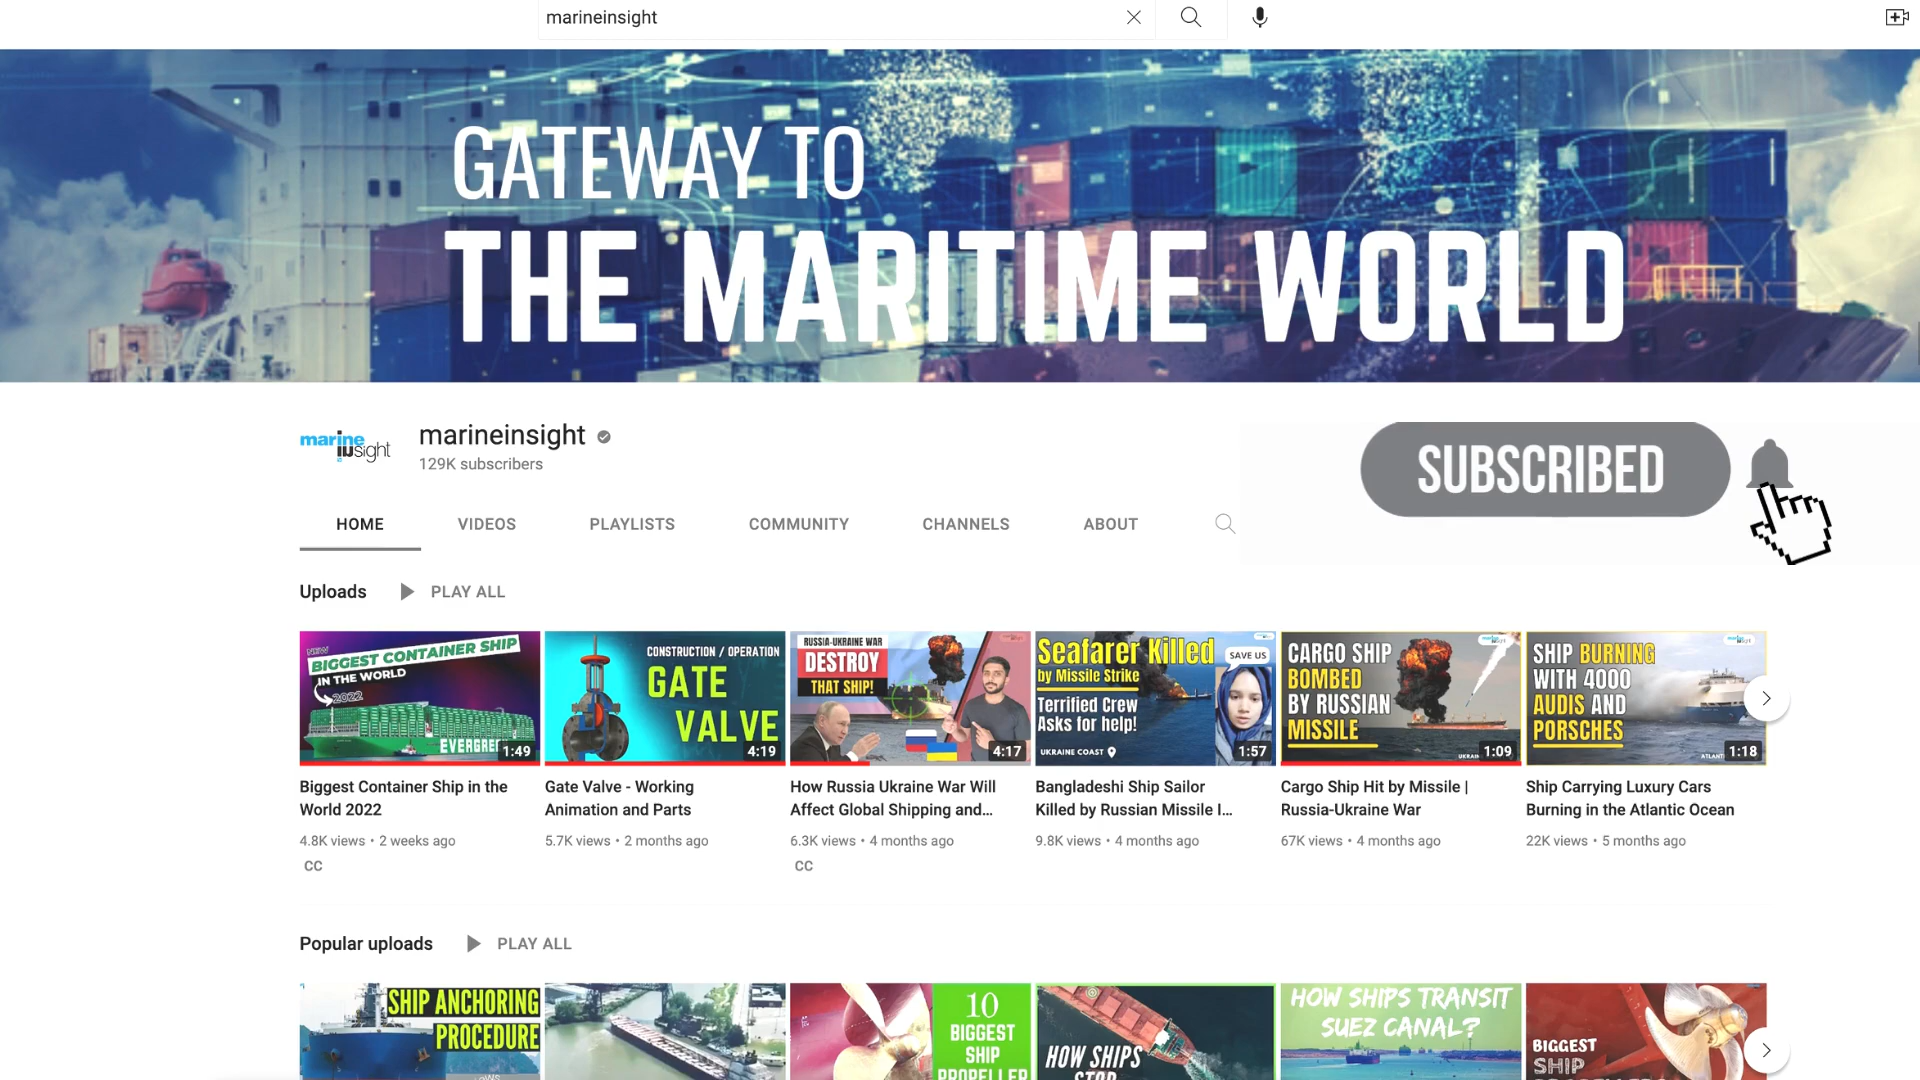 marineinsight
GATEWAY TO
THE MARITIME WORLD
marine
insight
marineinsight
129K subscribers
SUBSCRIBED
HOME VIDEOS PLAYLISTS COMMUNITY CHANNELS ABOUT
Uploads PLAY ALL
NEW
BIGGEST CONTAINER SHIP
IN THE WORLD
2022
EVERGREE
1:49
CONSTRUCTION / OPERATION
GATE
VALVE
4:19
RUSSIA-UKRAINE WAR
DESTROY
THAT SHIP!
4:17
Seafarer Killed
by Missile Strike
SAVE US
Terrified Crew
Asks for help!
UKRAINE COAST
1:57
CARGO SHIP
BOMBED
BY RUSSIAN
MISSILE
UKRAIN
1:09
SHIP BURNING
WITH 4000
AUDIS AND
PORSCHES
ATLANT
1:18
Biggest Container Ship in the
World 2022
4.8K views • 2 weeks ago
CC
Gate Valve - Working
Animation and Parts
5.7K views • 2 months ago
How Russia Ukraine War Will
Affect Global Shipping and...
6.3K views • 4 months ago
CC
Bangladeshi Ship Sailor
Killed by Russian Missile I...
9.8K views • 4 months ago
Cargo Ship Hit by Missile |
Russia-Ukraine War
67K views • 4 months ago
Ship Carrying Luxury Cars
Burning in the Atlantic Ocean
22K views • 5 months ago
Popular uploads PLAY ALL
SHIP ANCHORING
PROCEDURE
10
BIGGEST
SHIP
PROPELLER
HOW SHIPS
STOP
HOW SHIPS TRANSIT
SUEZ CANAL?
BIGGEST
SHIP